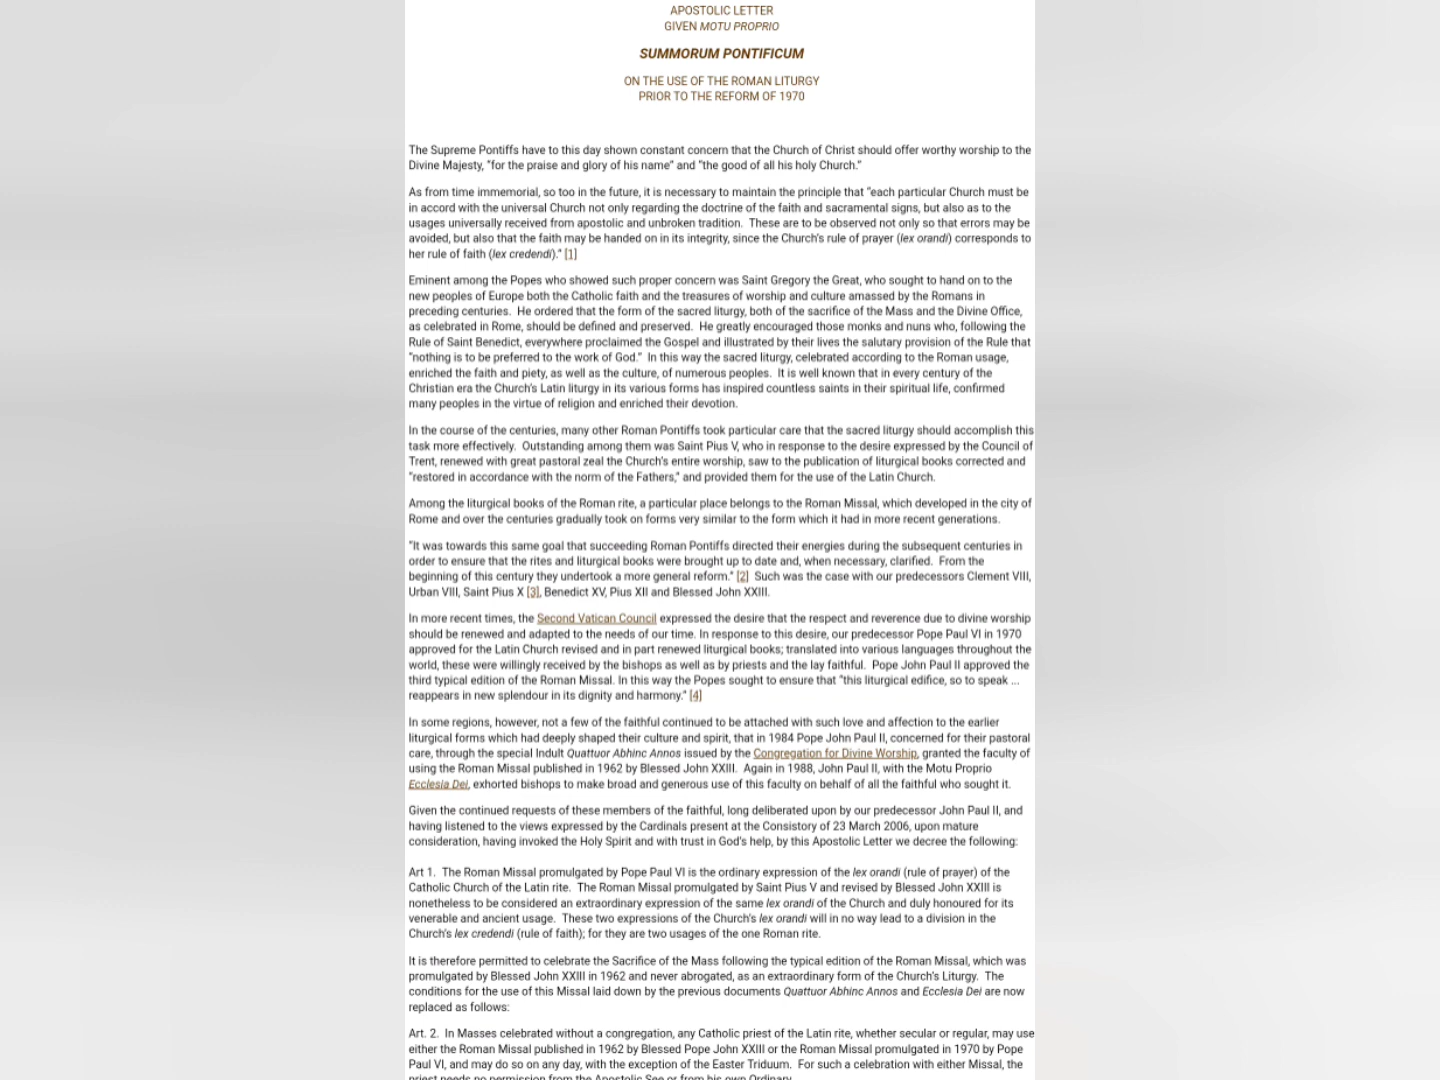 APOSTOLIC LETTER
GIVEN MOTU PROPRIO
SUMMORUM PONTIFICUM
ON THE USE OF THE ROMAN LITURGY
PRIOR TO THE REFORM OF 1970
The Supreme Pontiffs have to this day shown constant concern that the Church of Christ should offer worthy worship to the
Divine Majesty, "for the praise and glory of his name" and "the good of all his holy Church."
As from time immemorial, so too in the future, it is necessary to maintain the principle that "each particular Church must be
in accord with the universal Church not only regarding the doctrine of the faith and sacramental signs, but also as to the
usages universally received from apostolic and unbroken tradition. These are to be observed not only so that errors may be
avoided, but also that the faith may be handed on in its integrity, since the Church's rule of prayer (lex orandi) corresponds to
her rule of faith (lex credendi)." [1]
Eminent among the Popes who showed such proper concern was Saint Gregory the Great, who sought to hand on to the
new peoples of Europe both the Catholic faith and the treasures of worship and culture amassed by the Romans in
preceding centuries. He ordered that the form of the sacred liturgy, both of the sacrifice of the Mass and the Divine Office,
as celebrated in Rome, should be defined and preserved. He greatly encouraged those monks and nuns who, following the
Rule of Saint Benedict, everywhere proclaimed the Gospel and illustrated by their lives the salutary provision of the Rule that
"nothing is to be preferred to the work of God." In this way the sacred liturgy, celebrated according to the Roman usage,
enriched the faith and piety, as well as the culture, of numerous peoples. It is well known that in every century of the
Christian era the Church's Latin liturgy in its various forms has inspired countless saints in their spiritual life, confirmed
many peoples in the virtue of religion and enriched their devotion.
In the course of the centuries, many other Roman Pontiffs took particular care that the sacred liturgy should accomplish this
task more effectively. Outstanding among them was Saint Pius V, who in response to the desire expressed by the Council of
Trent, renewed with great pastoral zeal the Church's entire worship, saw to the publication of liturgical books corrected and
"restored in accordance with the norm of the Fathers," and provided them for the use of the Latin Church.
Among the liturgical books of the Roman rite, a particular place belongs to the Roman Missal, which developed in the city of
Rome and over the centuries gradually took on forms very similar to the form which it had in more recent generations.
"It was towards this same goal that succeeding Roman Pontiffs directed their energies during the subsequent centuries in
order to ensure that the rites and liturgical books were brought up to date and, when necessary, clarified. From the
beginning of this century they undertook a more general reform." [2] Such was the case with our predecessors Clement VIII,
Urban VIII, Saint Pius X [3], Benedict XV, Pius XII and Blessed John XXIII.
In more recent times, the Second Vatican Council expressed the desire that the respect and reverence due to divine worship
should be renewed and adapted to the needs of our time. In response to this desire, our predecessor Pope Paul VI in 1970
approved for the Latin Church revised and in part renewed liturgical books; translated into various languages throughout the
world, these were willingly received by the bishops as well as by priests and the lay faithful. Pope John Paul II approved the
third typical edition of the Roman Missal. In this way the Popes sought to ensure that "this liturgical edifice, so to speak ...
reappears in new splendour in its dignity and harmony." [4]
In some regions, however, not a few of the faithful continued to be attached with such love and affection to the earlier
liturgical forms which had deeply shaped their culture and spirit, that in 1984 Pope John Paul II, concerned for their pastoral
care, through the special Indult Quattuor Abhinc Annos issued by the Congregation for Divine Worship, granted the faculty of
using the Roman Missal published in 1962 by Blessed John XXIII. Again in 1988, John Paul II, with the Motu Proprio
Ecclesia Dei, exhorted bishops to make broad and generous use of this faculty on behalf of all the faithful who sought it.
Given the continued requests of these members of the faithful, long deliberated upon by our predecessor John Paul II, and
having listened to the views expressed by the Cardinals present at the Consistory of 23 March 2006, upon mature
consideration, having invoked the Holy Spirit and with trust in God's help, by this Apostolic Letter we decree the following:
Art 1. The Roman Missal promulgated by Pope Paul VI is the ordinary expression of the lex orandi (rule of prayer) of the
Catholic Church of the Latin rite. The Roman Missal promulgated by Saint Pius V and revised by Blessed John XXIII is
nonetheless to be considered an extraordinary expression of the same lex orandi of the Church and duly honoured for its
venerable and ancient usage. These two expressions of the Church's lex orandi will in no way lead to a division in the
Church's lex credendi (rule of faith); for they are two usages of the one Roman rite.
It is therefore permitted to celebrate the Sacrifice of the Mass following the typical edition of the Roman Missal, which was
promulgated by Blessed John XXIII in 1962 and never abrogated, as an extraordinary form of the Church's Liturgy. The
conditions for the use of this Missal laid down by the previous documents Quattuor Abhinc Annos and Ecclesia Dei are now
replaced as follows:
Art. 2. In Masses celebrated without a congregation, any Catholic priest of the Latin rite, whether secular or regular, may use
either the Roman Missal published in 1962 by Blessed Pope John XXIII or the Roman Missal promulgated in 1970 by Pope
Paul VI, and may do so on any day, with the exception of the Easter Triduum. For such a celebration with either Missal, the
priest needs no permission from the Apostolic See or from his own Ordinary.